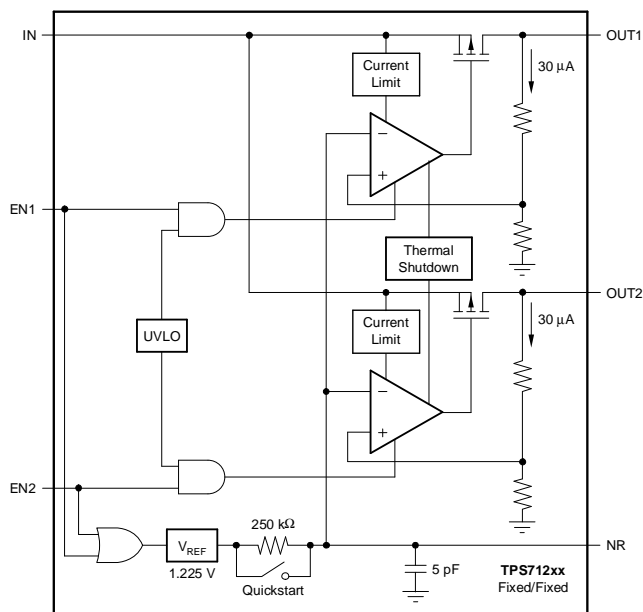 IN
OUT1
Current
Limit
30 µA
−
+
EN1
Thermal
Shutdown
OUT2
UVLO
Current
Limit
30 µA
−
+
EN2
250 kΩ
VREF
1.225 V
Quickstart
NR
5 pF
TPS712xx
Fixed/Fixed